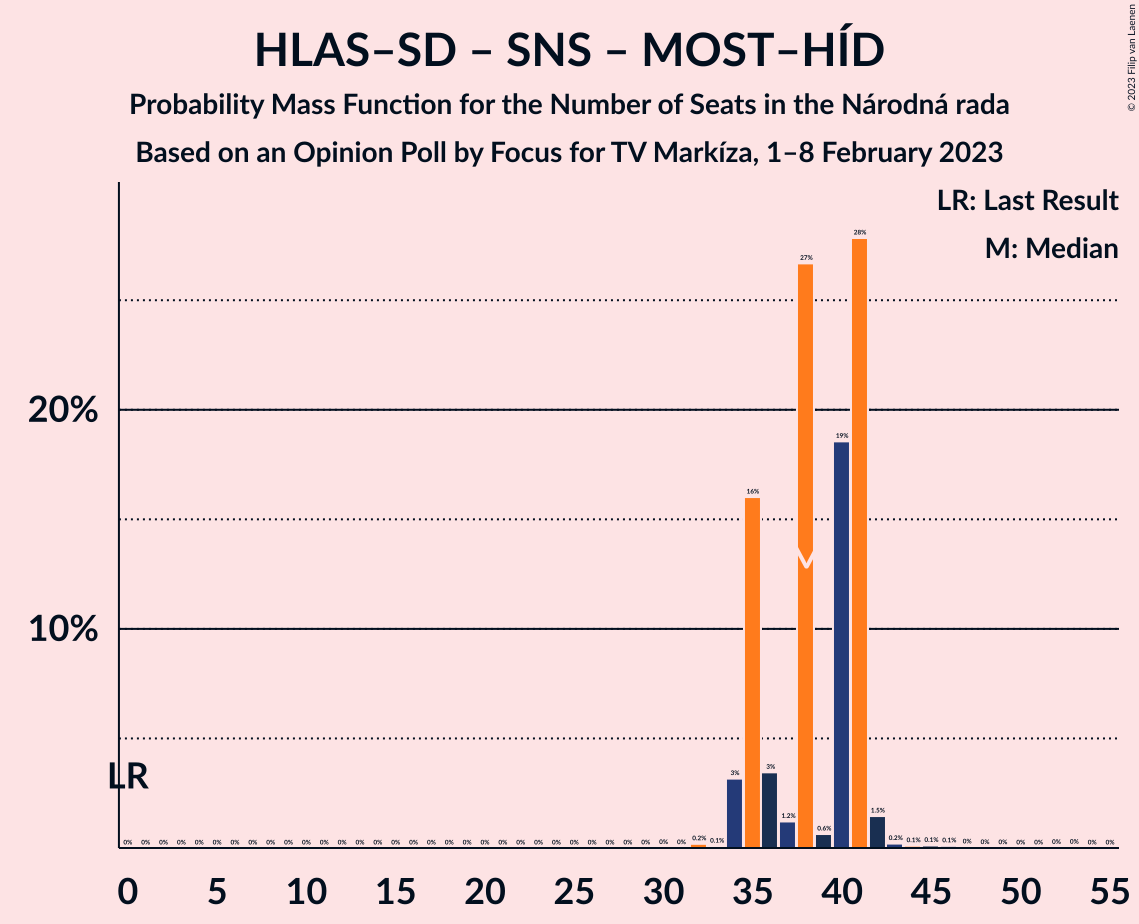 HLAS–SD – SNS – MOST–HÍD
Probability Mass Function for the Number of Seats in the Národná rada
Based on an Opinion Poll by Focus for TV Markíza, 1–8 February 2023
© 2023 Filip van Laenen
LR: Last Result
M: Median
20%
10%
LR
M
0% 0% 0% 0% 0% 0% 0% 0% 0% 0% 0% 0% 0% 0% 0% 0% 0% 0% 0% 0% 0% 0% 0% 0% 0% 0% 0% 0% 0% 0% 0% 0% 0.2% 0.1% 3% 16% 3% 1.2% 27% 0.6% 19% 28% 1.5% 0.2% 0.1% 0.1% 0.1% 0% 0% 0% 0% 0% 0% 0% 0% 0%
0 5 10 15 20 25 30 35 40 45 50 55